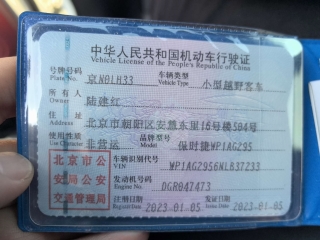 中华人民共和国机动车行驶证
Vehicle License of the People's Republic of China
号牌号码 Plate No. 京N0LH33 车辆类型 Vehicle Type 小型越野客车
所有人 Owner 陆建红
住址 Address 北京市朝阳区安慧东里16号楼504号
使用性质 Use Character 非营运 品牌型号 Model 保时捷WP1AG295
北京市公安局公安交通管理局
车辆识别代号 VIN WP1AG2956NL837233
发动机号码 Engine No. DGR047473
注册日期 Register Date 2023-01-05 发证日期 Issue Date 2023-01-05